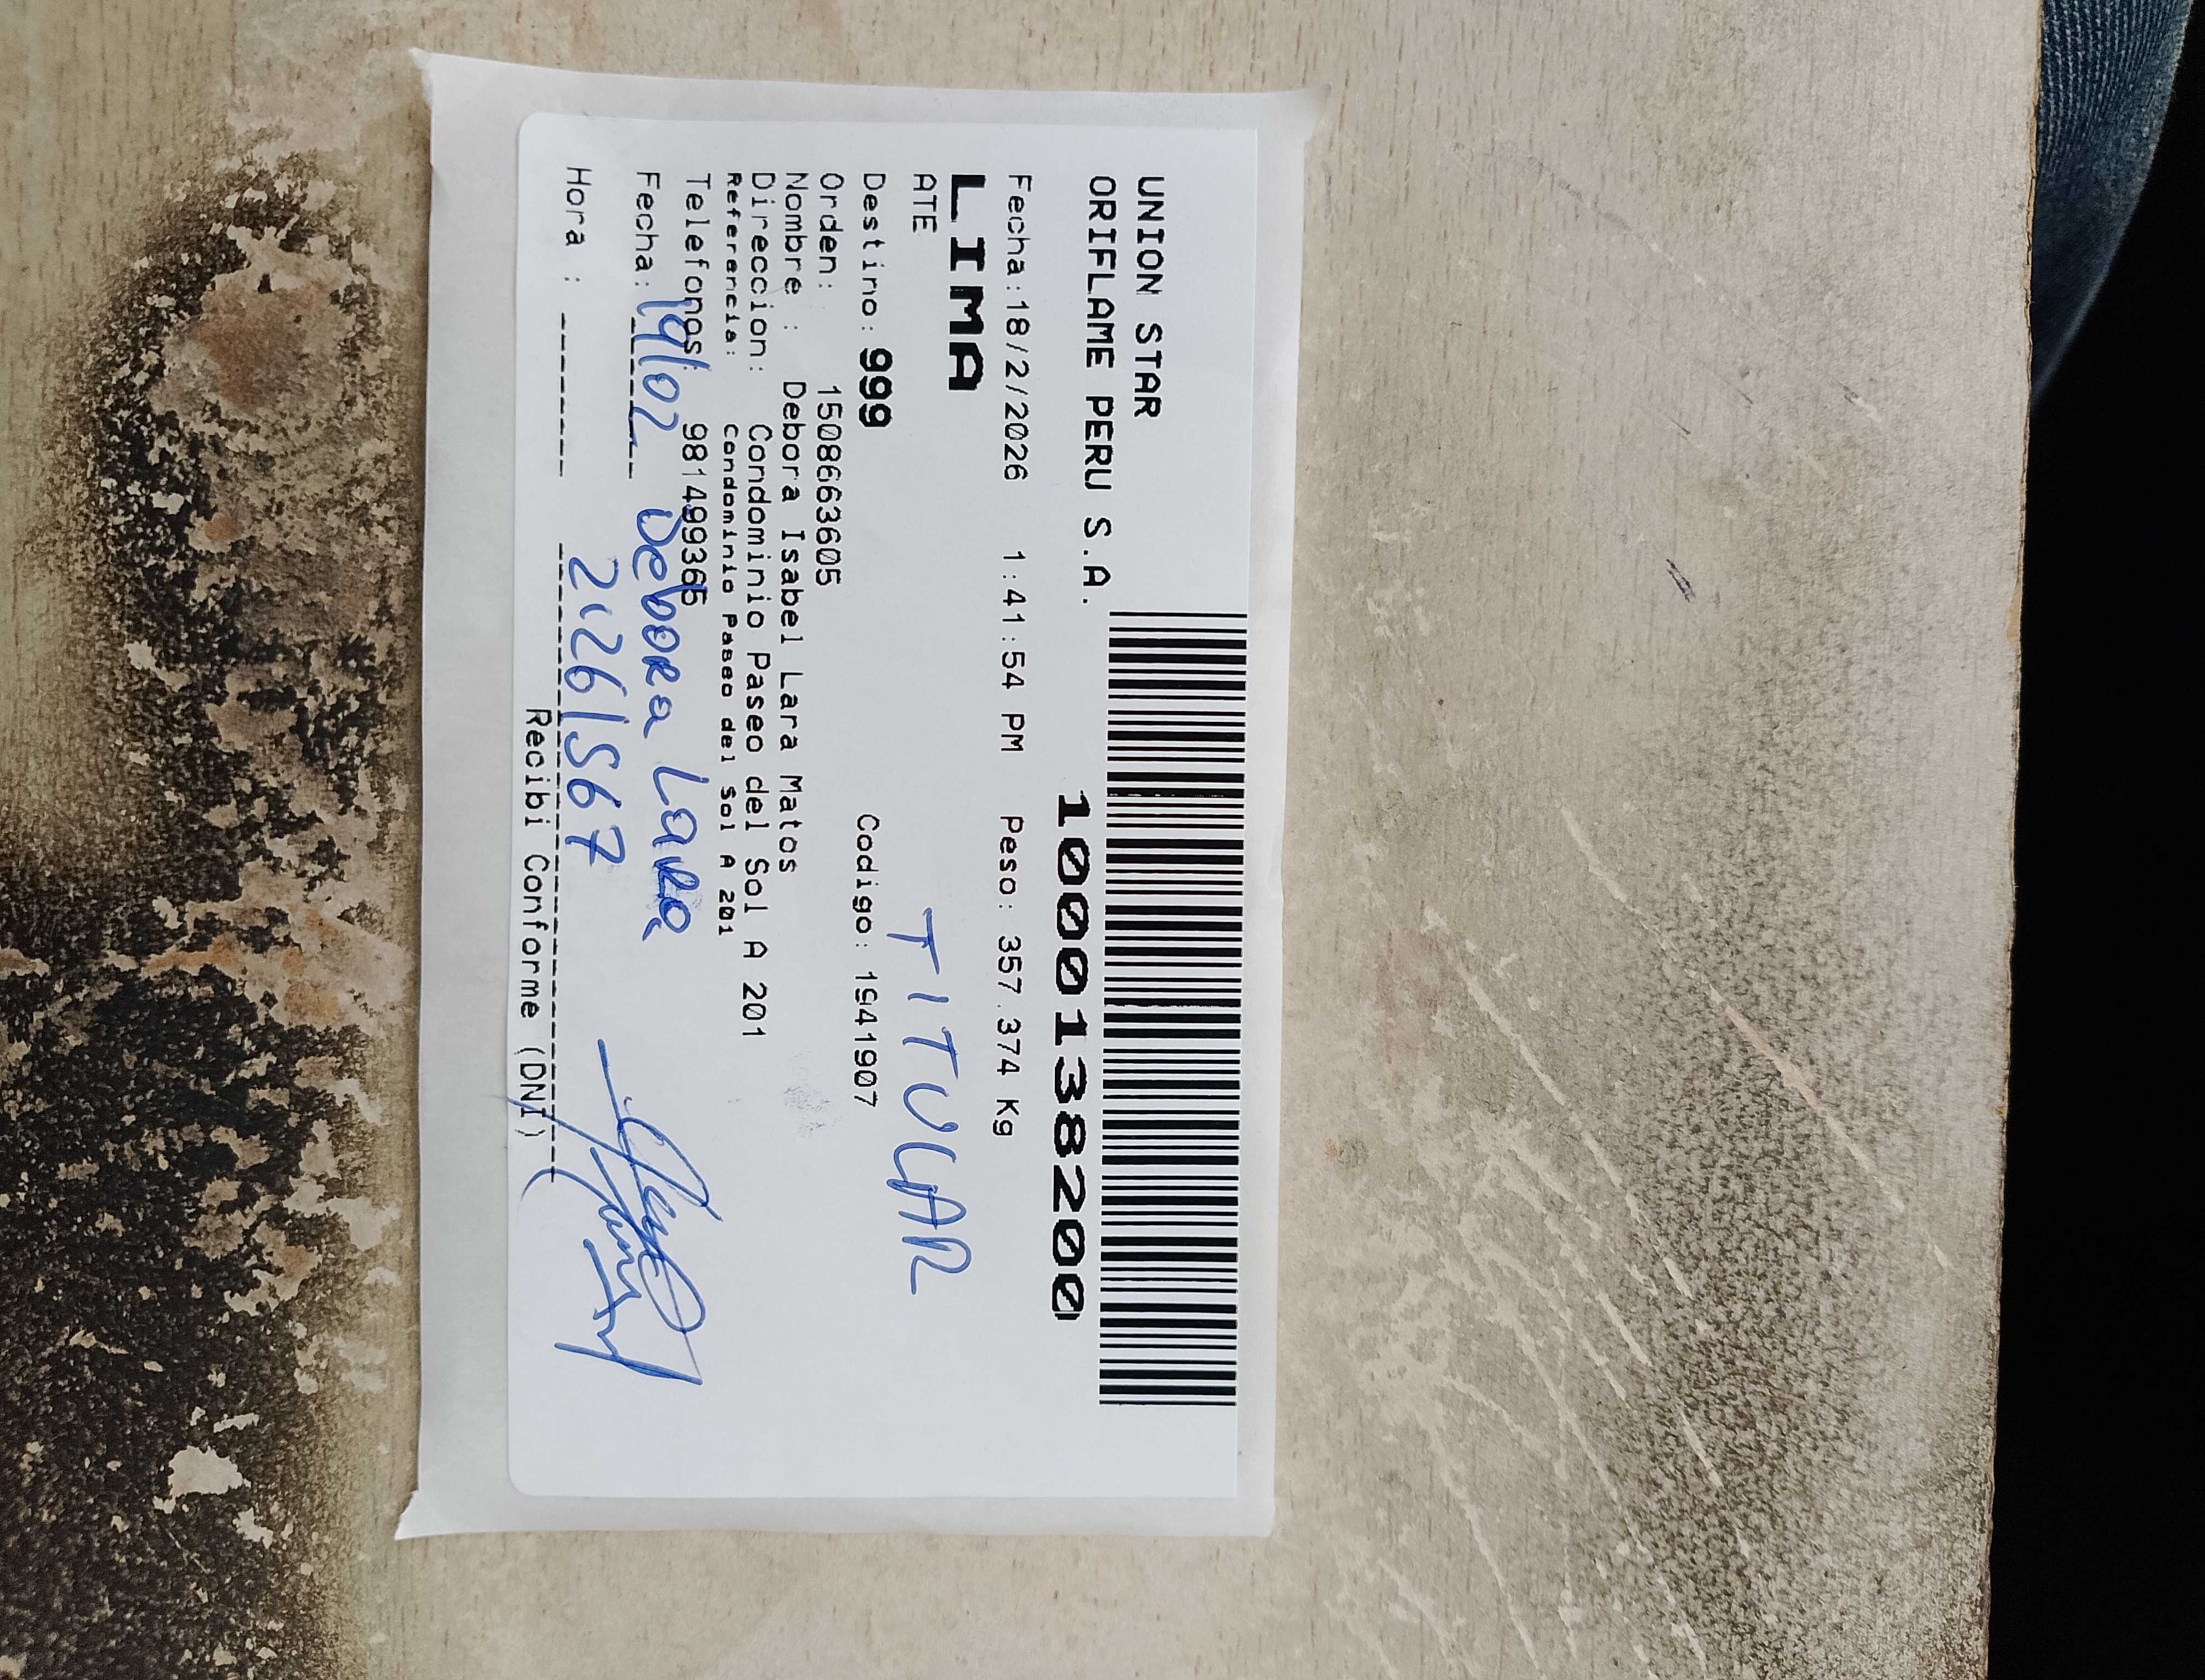 UNION STAR
ORIFLAME PERU S.A.
1000138200
Fecha:18/2/2026 1:41:54 PM Peso: 357.374 Kg
LIMA
ATE
TITULAR
Destino: 999 Codigo: 1941907
Orden: 1508663605
Nombre : Debora Isabel Lara Matos
Direccion: Condominio Paseo del Sol A 201
Referencia: Condominio Paseo del Sol A 201
Telefonos: 981499365
Fecha: 19/02 Debora Lara
Hora : 21261567
Recibi Conforme (DNI)